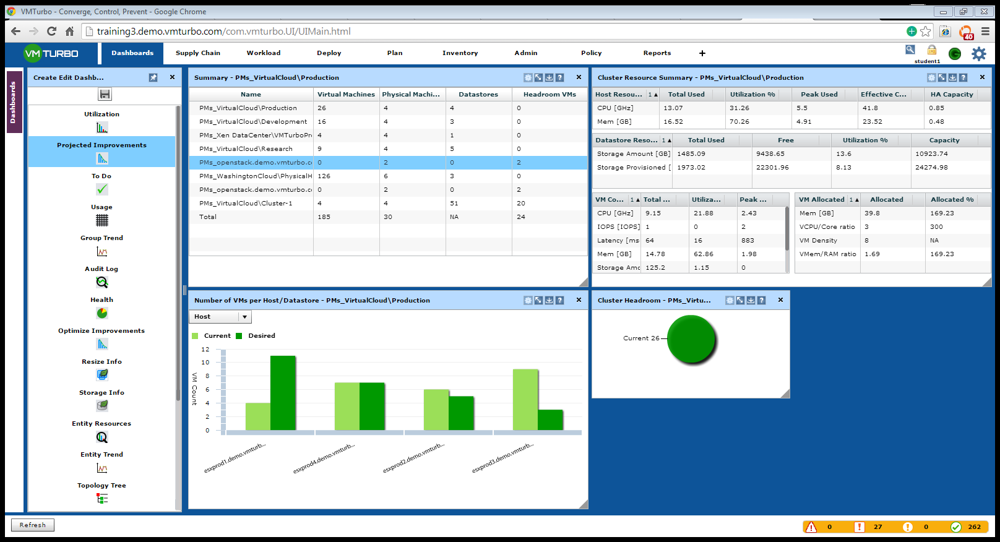 VMTurbo - Converge, Control, Prevent - Google Chrome
training3.demo.vmturbo.com/com.vmturbo.UI/UIMain.html
40
VMTURBO
Dashboards
Supply Chain
Workload
Deploy
Plan
Inventory
Admin
Policy
Reports
+
student1
Dashboards
Create Edit Dashb...
Utilization
Projected Improvements
To Do
Usage
Group Trend
Audit Log
Health
Optimize Improvements
Resize Info
Storage Info
Entity Resources
Entity Trend
Topology Tree
Summary - PMs_VirtualCloud\Production
Name Virtual Machines Physical Machi... Datastores Headroom VMs
PMs_VirtualCloud\Production 26 4 4 0
PMs_VirtualCloud\Development 16 4 3 0
PMs_Xen DataCenter\VMTurboPro 4 4 1 0
PMs_VirtualCloud\Research 9 4 5 0
PMs_openstack.demo.vmturbo.co 0 2 0 2
PMs_WashingtonCloud\PhysicalH 126 6 3 0
PMs_openstack.demo.vmturbo.co 0 2 0 2
PMs_VirtualCloud\Cluster-1 4 4 51 20
Total 185 30 NA 24
Cluster Resource Summary - PMs_VirtualCloud\Production
Host Resou... 1 Total Used Utilization % Peak Used Effective C... HA Capacity
CPU [GHz] 13.07 31.26 5.5 41.8 0.85
Mem [GB] 16.52 70.26 4.91 23.52 0.48
Datastore Reso... 1 Total Used Free Utilization % Capacity
Storage Amount [GB] 1485.09 9438.65 13.6 10923.74
Storage Provisioned [ 1973.02 22301.96 8.13 24274.98
VM Co... 1 Total ... Utiliza... Peak ...
CPU [GHz] 9.15 21.88 2.43
IOPS [IOPS] 1 0 2
Latency [ms 64 16 883
Mem [GB] 14.78 62.86 1.98
Storage Amo 125.2 1.15 0
VM Allocated 1 Allocated Allocated %
Mem [GB] 39.8 169.23
VCPU/Core ratio 3 300
VM Density 8 NA
VMem/RAM ratio 1.69 169.23
Number of VMs per Host/Datastore - PMs_VirtualCloud\Production
Host
Current Desired
VM Count
12
10
8
6
4
2
0
esxprod1.demo.vmturb...
esxprod4.demo.vmturb...
esxprod2.demo.vmturb...
esxprod3.demo.vmturb...
Cluster Headroom - PMs_Virtu...
Current 26
Refresh
0 27 0 262